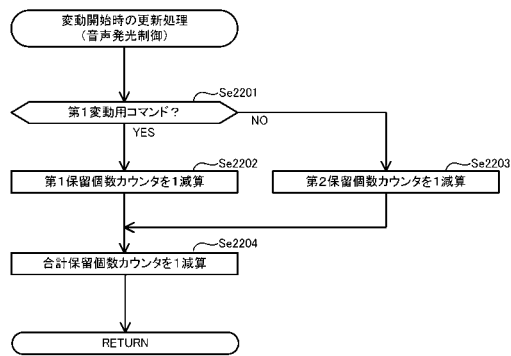 変動開始時の更新処理
(音声発光制御)
Se2201
第1変動用コマンド？
YES
NO
Se2202
第1保留個数カウンタを1減算
Se2203
第2保留個数カウンタを1減算
Se2204
合計保留個数カウンタを1減算
RETURN